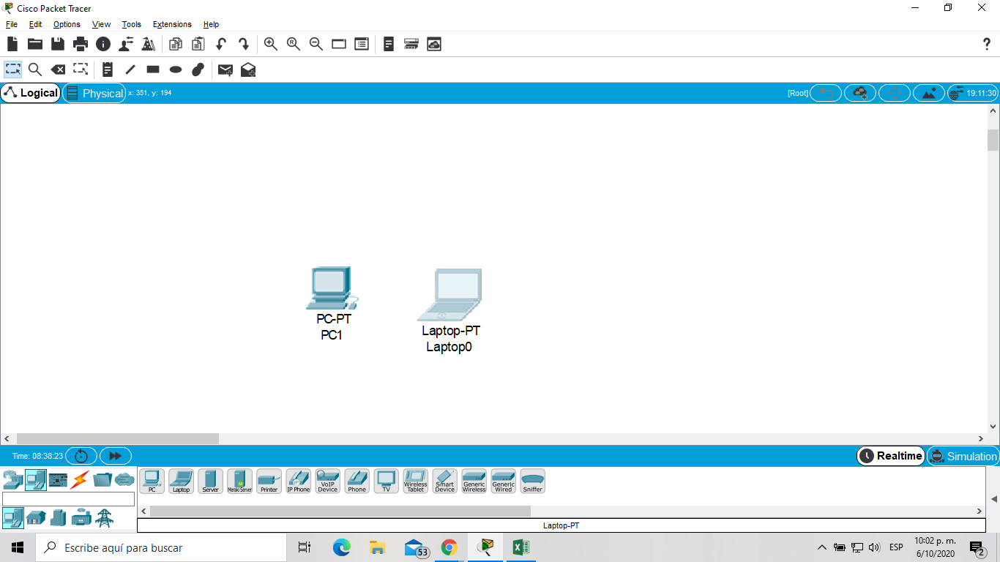 Cisco Packet Tracer
File Edit Options View Tools Extensions Help
Logical Physical x: 351, y: 194 [Root] 19:11:30
PC-PT
PC1
Laptop-PT
Laptop0
Time: 08:38:23 Realtime Simulation
PC Laptop Server Meraki Server Printer IP Phone VoIP Device Phone TV Wireless Tablet Smart Device Generic Wireless Generic Wired Sniffer
Laptop-PT
Escribe aquí para buscar 53 ESP 10:02 p. m.
6/10/2020 2